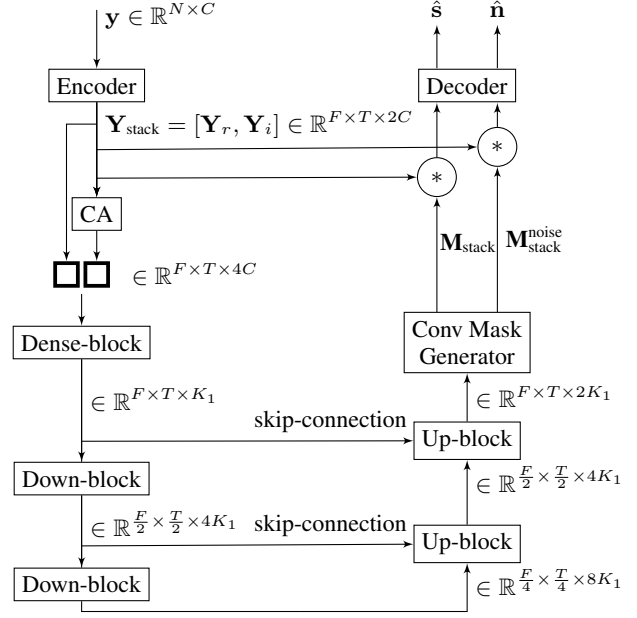 𝐲 ∈ ℝ^{N×C}
ŝ
n̂
Encoder
Decoder
𝐘_stack = [𝐘_r, 𝐘_i] ∈ ℝ^{F×T×2C}
*
*
CA
𝐌_stack
𝐌_stack^noise
∈ ℝ^{F×T×4C}
Dense-block
Conv Mask
Generator
∈ ℝ^{F×T×K_1}
∈ ℝ^{F×T×2K_1}
skip-connection
Up-block
Down-block
∈ ℝ^{F/2×T/2×4K_1}
∈ ℝ^{F/2×T/2×4K_1}
skip-connection
Up-block
Down-block
∈ ℝ^{F/4×T/4×8K_1}